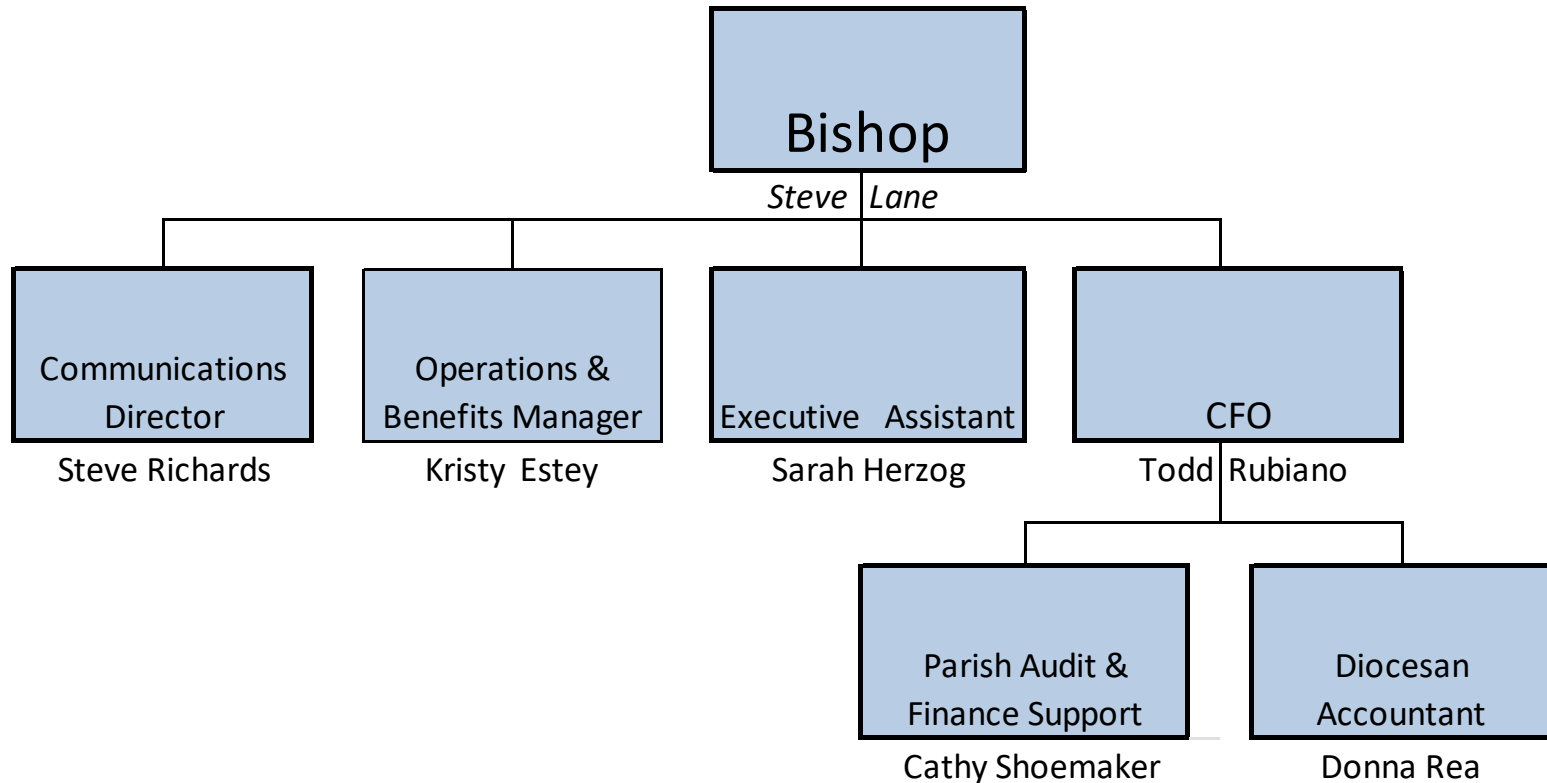 Bishop
Steve Lane
Communications
Director
Steve Richards
Operations &
Benefits Manager
Kristy Estey
Executive Assistant
Sarah Herzog
CFO
Todd Rubiano
Parish Audit &
Finance Support
Cathy Shoemaker
Diocesan
Accountant
Donna Rea